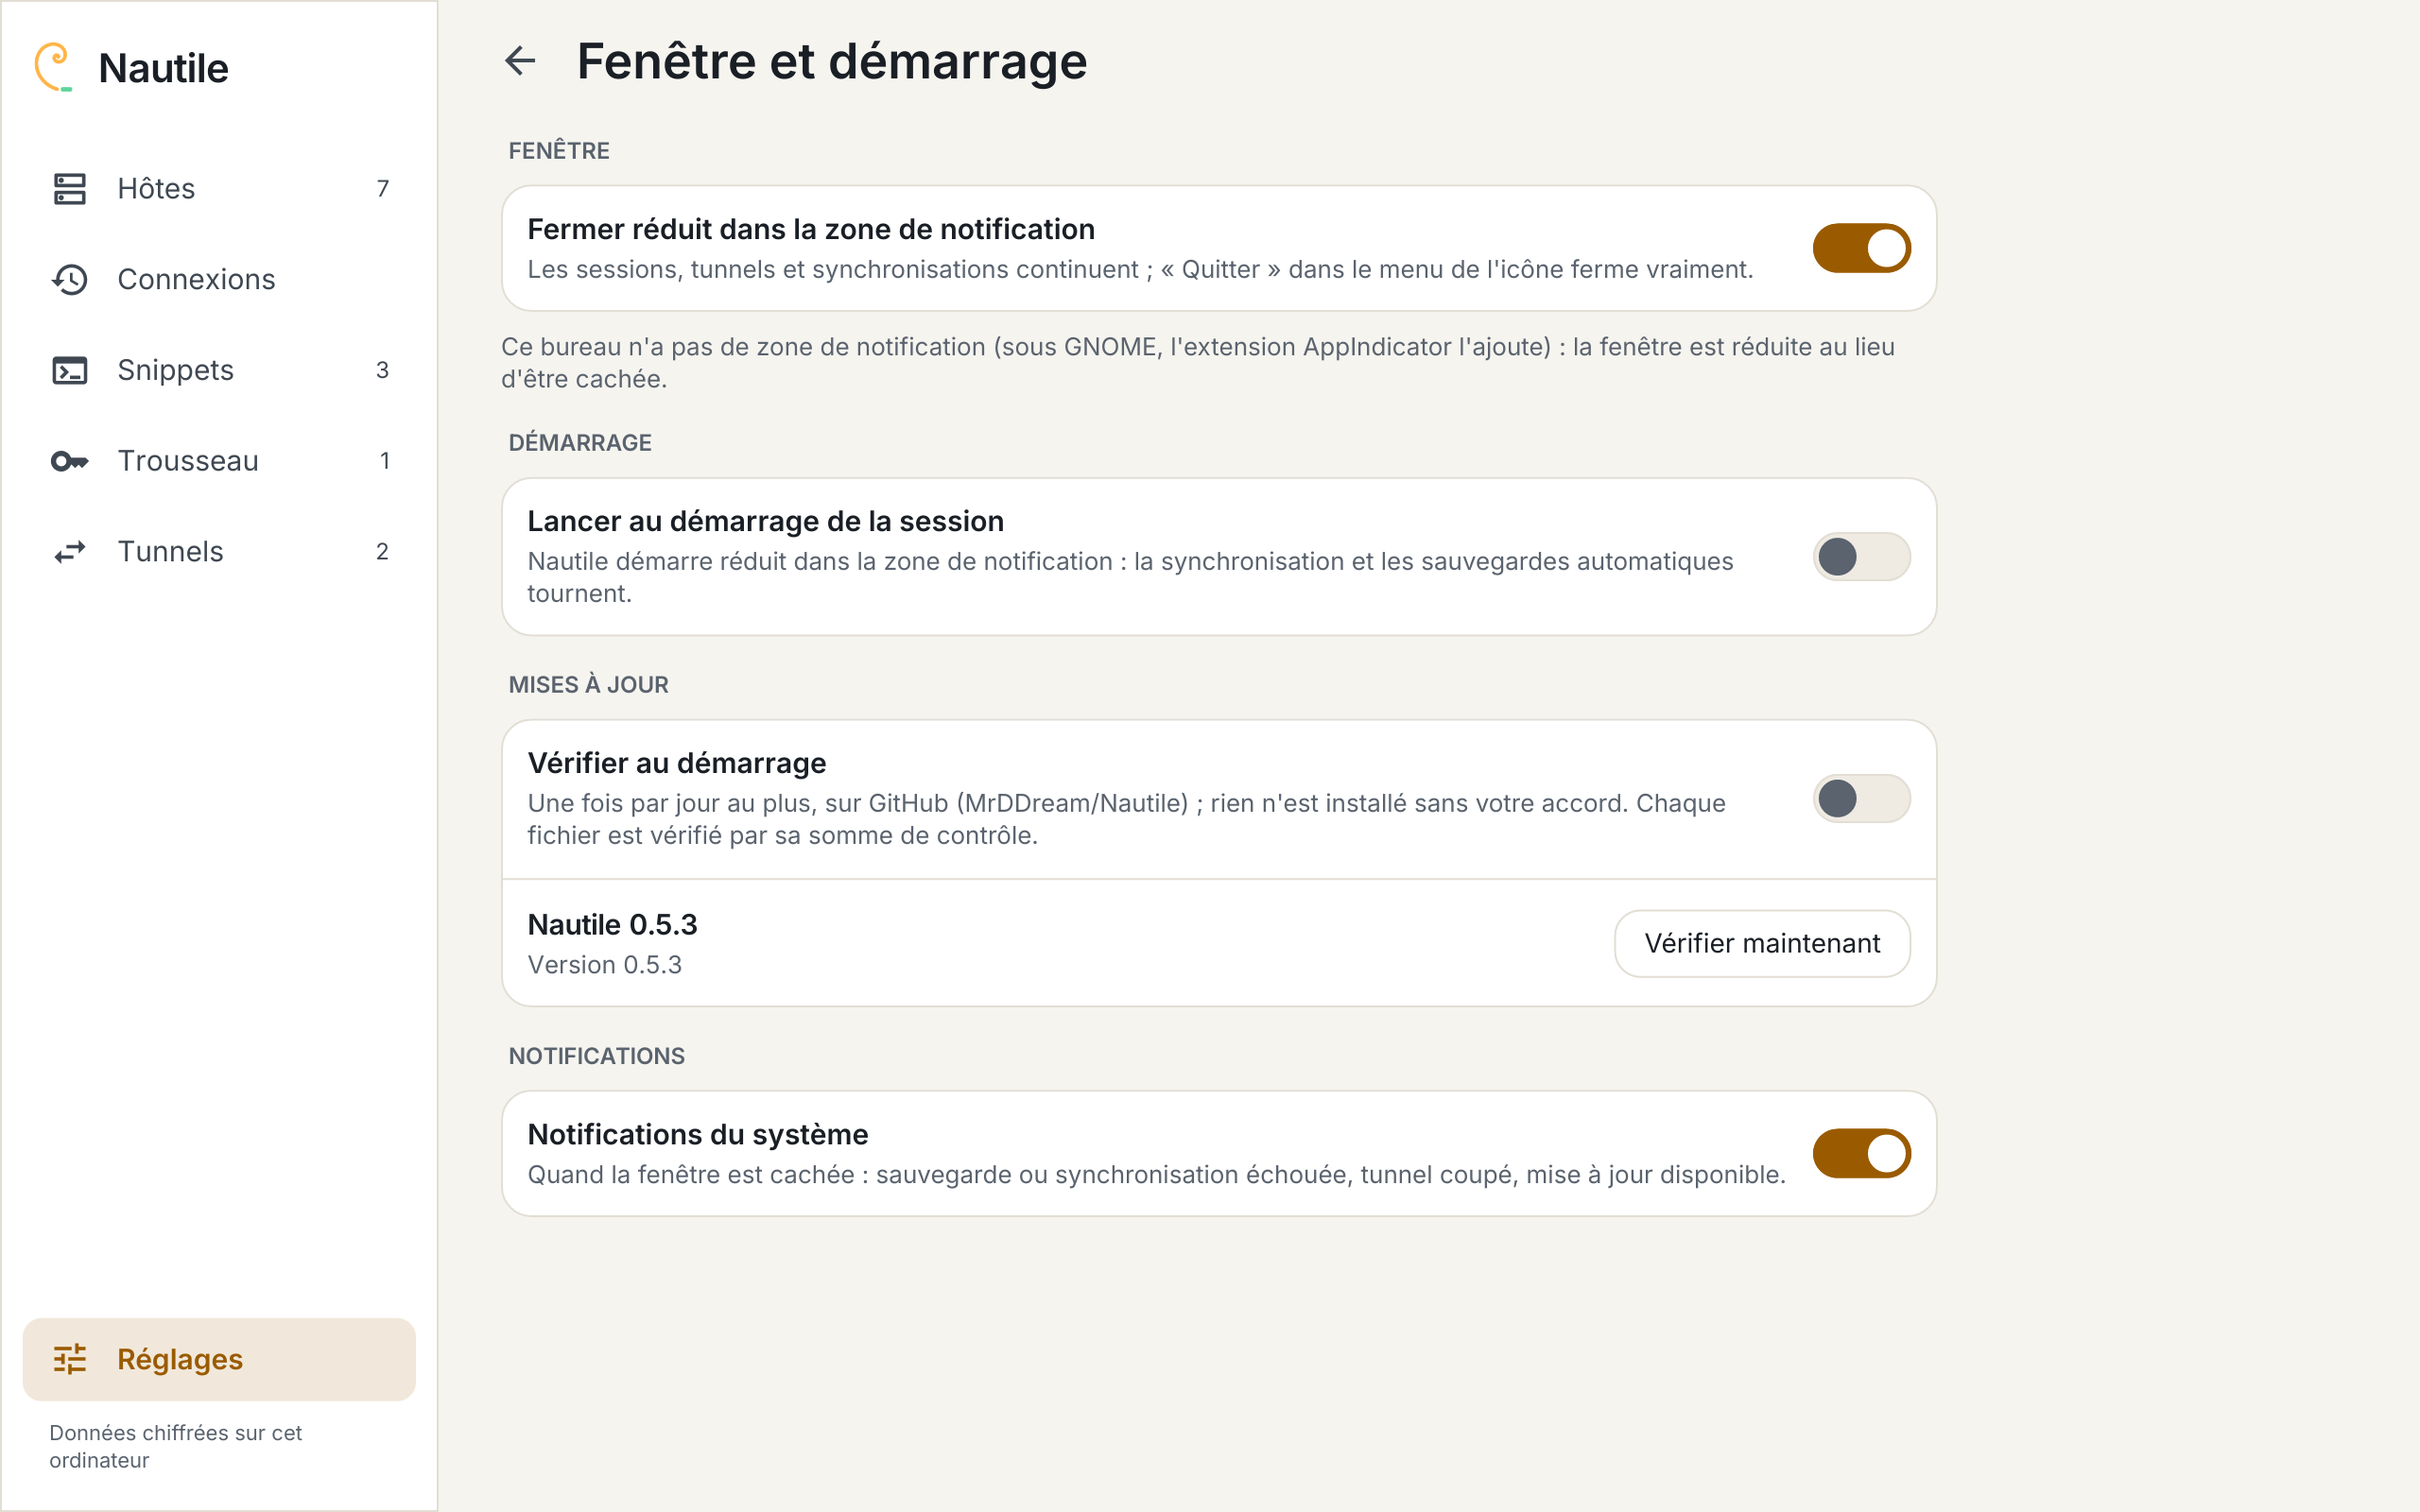 Nautile
Hôtes 7
Connexions
Snippets 3
Trousseau 1
Tunnels 2
Réglages
Données chiffrées sur cet
ordinateur
Fenêtre et démarrage
FENÊTRE
Fermer réduit dans la zone de notification
Les sessions, tunnels et synchronisations continuent ; « Quitter » dans le menu de l'icône ferme vraiment.
Ce bureau n'a pas de zone de notification (sous GNOME, l'extension AppIndicator l'ajoute) : la fenêtre est réduite au lieu
d'être cachée.
DÉMARRAGE
Lancer au démarrage de la session
Nautile démarre réduit dans la zone de notification : la synchronisation et les sauvegardes automatiques
tournent.
MISES À JOUR
Vérifier au démarrage
Une fois par jour au plus, sur GitHub (MrDDream/Nautile) ; rien n'est installé sans votre accord. Chaque
fichier est vérifié par sa somme de contrôle.
Nautile 0.5.3
Version 0.5.3
Vérifier maintenant
NOTIFICATIONS
Notifications du système
Quand la fenêtre est cachée : sauvegarde ou synchronisation échouée, tunnel coupé, mise à jour disponible.